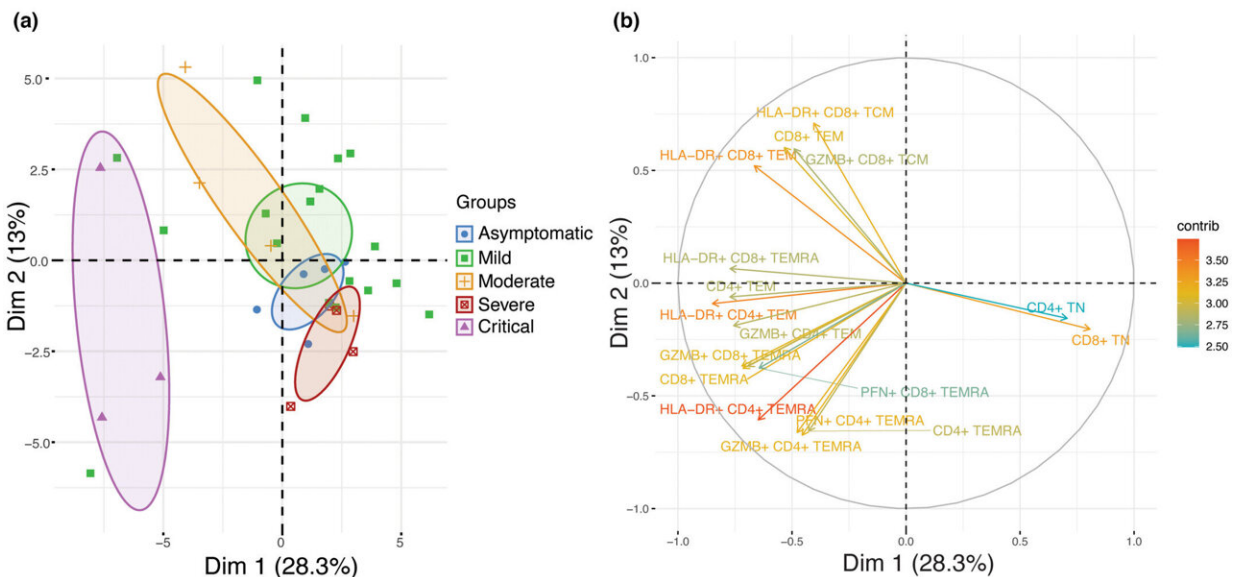 (a)
5.0
2.5
0.0
−2.5
−5.0
Dim 2 (13%)
−5
0
5
Dim 1 (28.3%)
Groups
Asymptomatic
Mild
Moderate
Severe
Critical
(b)
1.0
0.5
0.0
−0.5
−1.0
Dim 2 (13%)
HLA−DR+ CD8+ TCM
CD8+ TEM
HLA−DR+ CD8+ TEM
GZMB+ CD8+ TCM
HLA−DR+ CD8+ TEMRA
CD4+ TEM
HLA−DR+ CD4+ TEM
GZMB+ CD4+ TEM
GZMB+ CD8+ TEMRA
CD8+ TEMRA
PFN+ CD8+ TEMRA
HLA−DR+ CD4+ TEMRA
PFN+ CD4+ TEMRA
CD4+ TEMRA
GZMB+ CD4+ TEMRA
CD4+ TN
CD8+ TN
−1.0
−0.5
0.0
0.5
1.0
Dim 1 (28.3%)
contrib
3.50
3.25
3.00
2.75
2.50